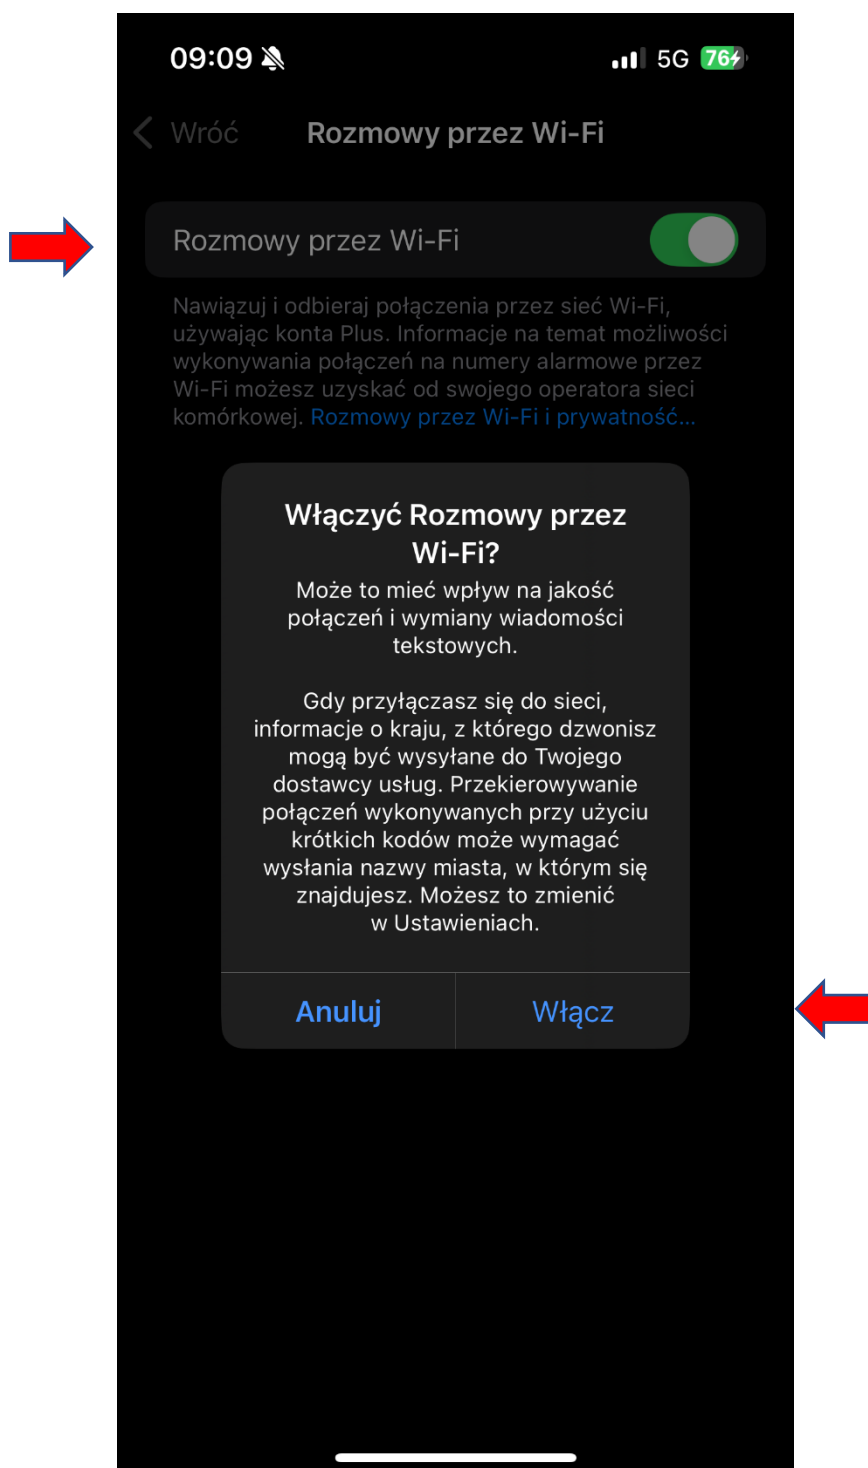 09:09
5G 76
Wróć Rozmowy przez Wi-Fi
Rozmowy przez Wi-Fi
Nawiązuj i odbieraj połączenia przez sieć Wi-Fi,
używając konta Plus. Informacje na temat możliwości
wykonywania połączeń na numery alarmowe przez
Wi-Fi możesz uzyskać od swojego operatora sieci
komórkowej. Rozmowy przez Wi-Fi i prywatność...
Włączyć Rozmowy przez
Wi-Fi?
Może to mieć wpływ na jakość
połączeń i wymiany wiadomości
tekstowych.
Gdy przyłączasz się do sieci,
informacje o kraju, z którego dzwonisz
mogą być wysyłane do Twojego
dostawcy usług. Przekierowywanie
połączeń wykonywanych przy użyciu
krótkich kodów może wymagać
wysłania nazwy miasta, w którym się
znajdujesz. Możesz to zmienić
w Ustawieniach.
Anuluj
Włącz